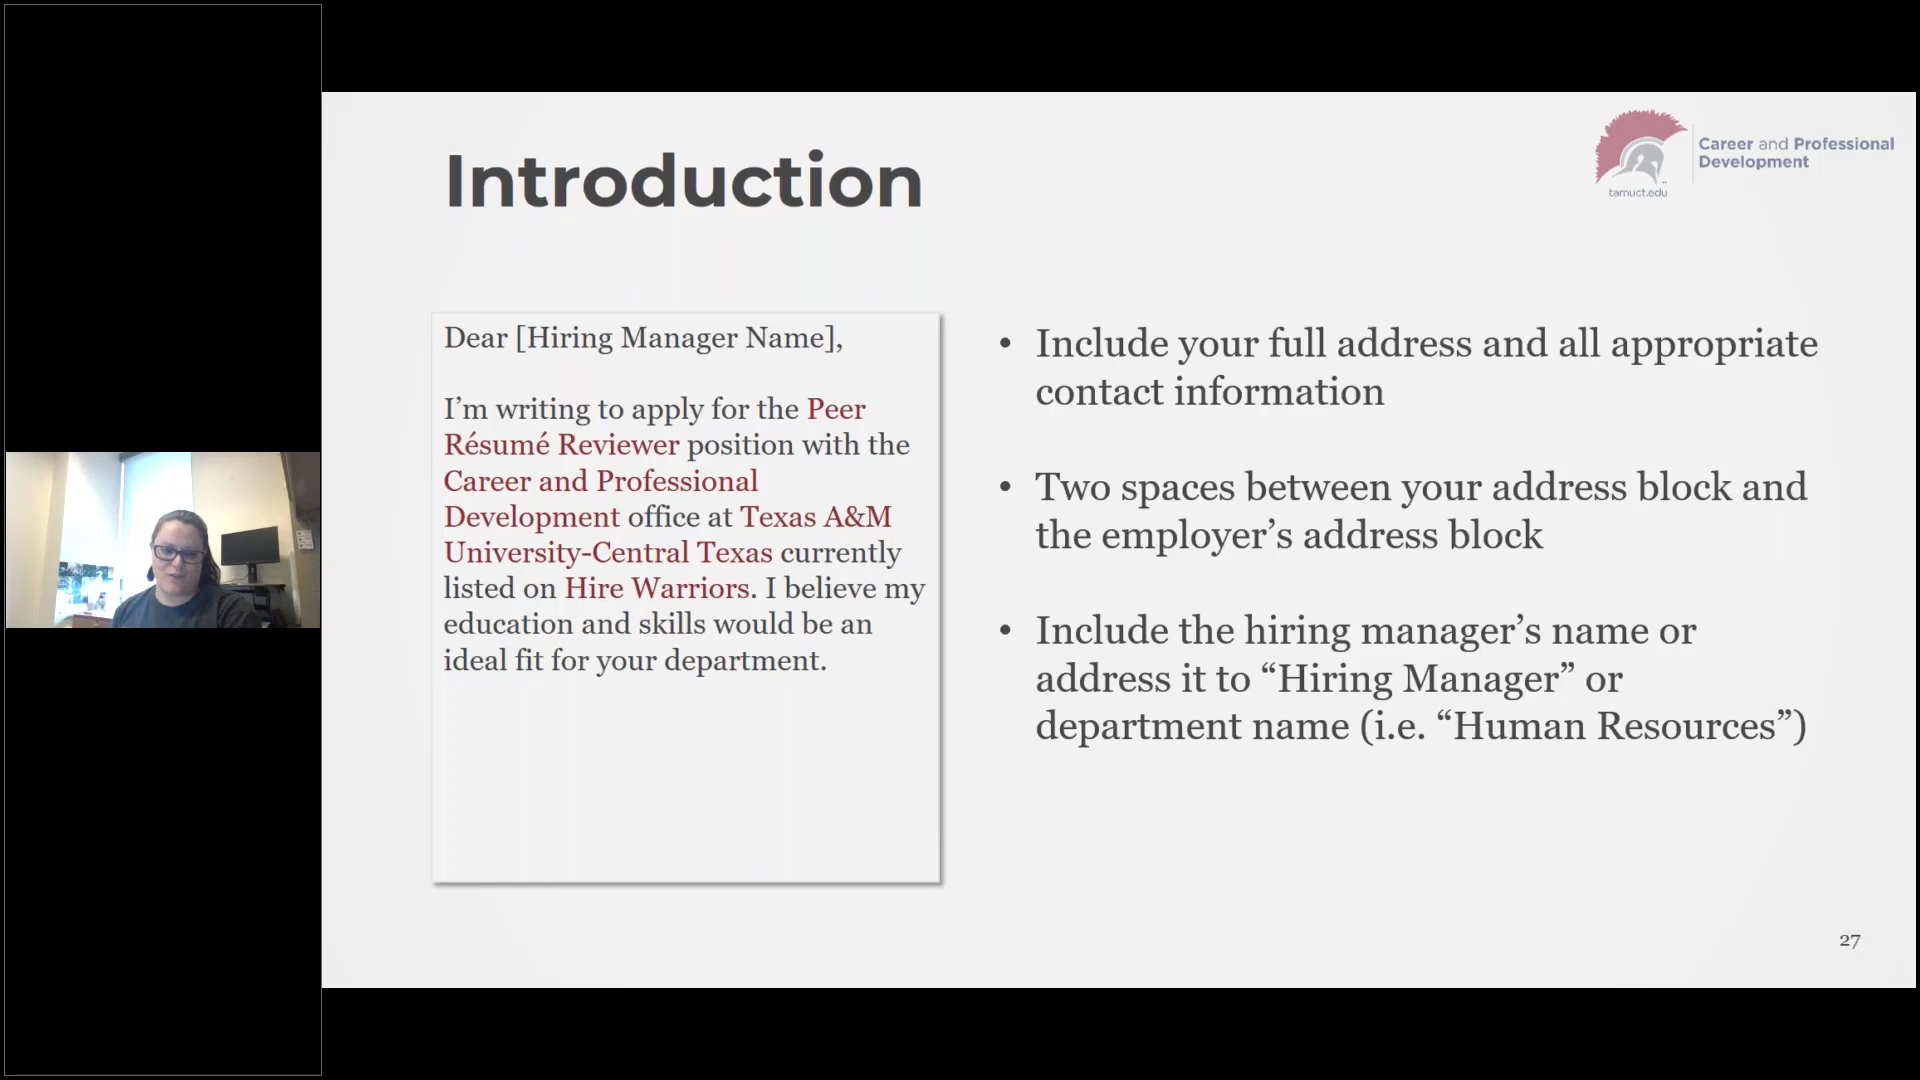 Introduction
Career and Professional
Development
tamuct.edu
Dear [Hiring Manager Name],
I’m writing to apply for the Peer
Résumé Reviewer position with the
Career and Professional
Development office at Texas A&M
University-Central Texas currently
listed on Hire Warriors. I believe my
education and skills would be an
ideal fit for your department.
• Include your full address and all appropriate
contact information
• Two spaces between your address block and
the employer’s address block
• Include the hiring manager’s name or
address it to “Hiring Manager” or
department name (i.e. “Human Resources”)
27